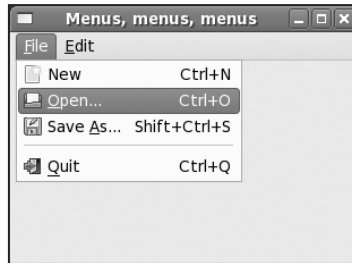 Menus, menus, menus
File Edit
New Ctrl+N
Open... Ctrl+O
Save As... Shift+Ctrl+S
Quit Ctrl+Q